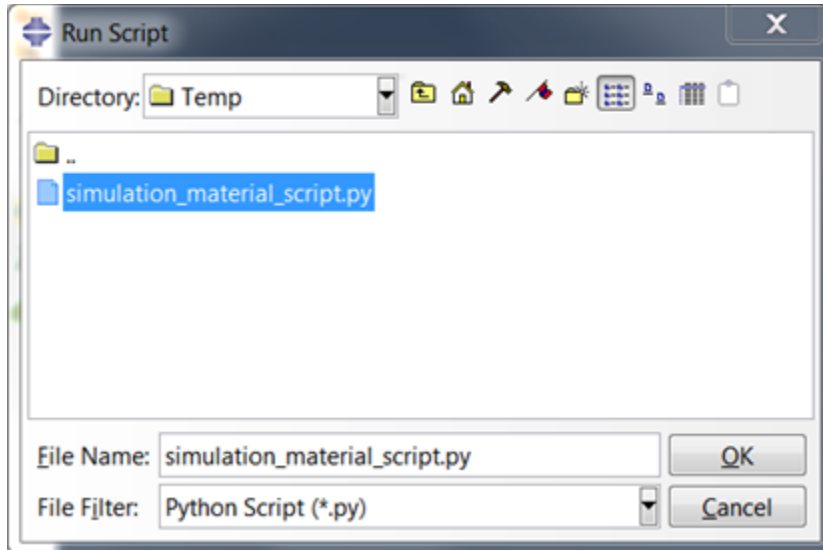 Run Script
Directory: Temp
..
simulation_material_script.py
File Name: simulation_material_script.py OK
File Filter: Python Script (*.py) Cancel